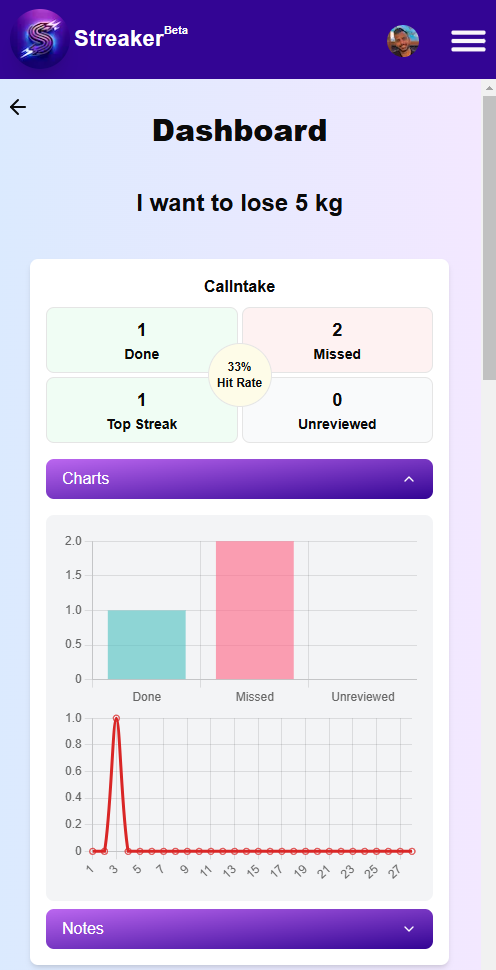 StreakerBeta
Dashboard
I want to lose 5 kg
CalIntake
1
Done
2
Missed
33%
Hit Rate
1
Top Streak
0
Unreviewed
Charts
2.0
1.5
1.0
0.5
0
Done Missed Unreviewed
1.0
0.8
0.6
0.4
0.2
0
1 3 5 7 9 11 13 15 17 19 21 23 25 27
Notes